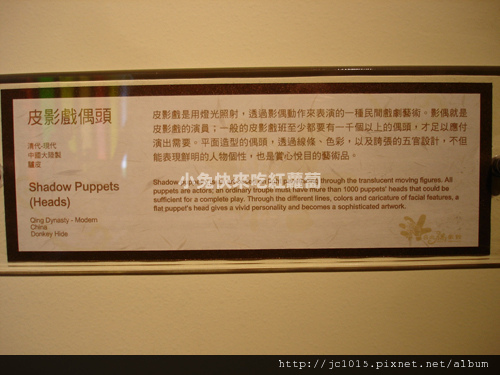 皮影戲偶頭
清代-現代
中國大陸製
驢皮
Shadow Puppets
(Heads)
Qing Dynasty - Modern
China
Donkey Hide
皮影戲是用燈光照射，透過影偶動作來表演的一種民間戲劇藝術。影偶就是
皮影戲的演員；一般的皮影戲班至少都要有一千個以上的偶頭，才足以應付
演出需要。平面造型的偶頭，透過線條、色彩，以及誇張的五官設計，不但
能表現鮮明的人物個性，也是賞心悅目的藝術品。
小兔快來吃紅蘿蔔
Shadow through the translucent moving figures. All
puppets are actors; an ordinary troupe must have more than 1000 puppets' heads that could be
sufficient for a complete play. Through the different lines, colors and caricature of facial features, a
flat puppet's head gives a vivid personality and becomes a sophisticated artwork.
http://jc1015.pixnet.net/album